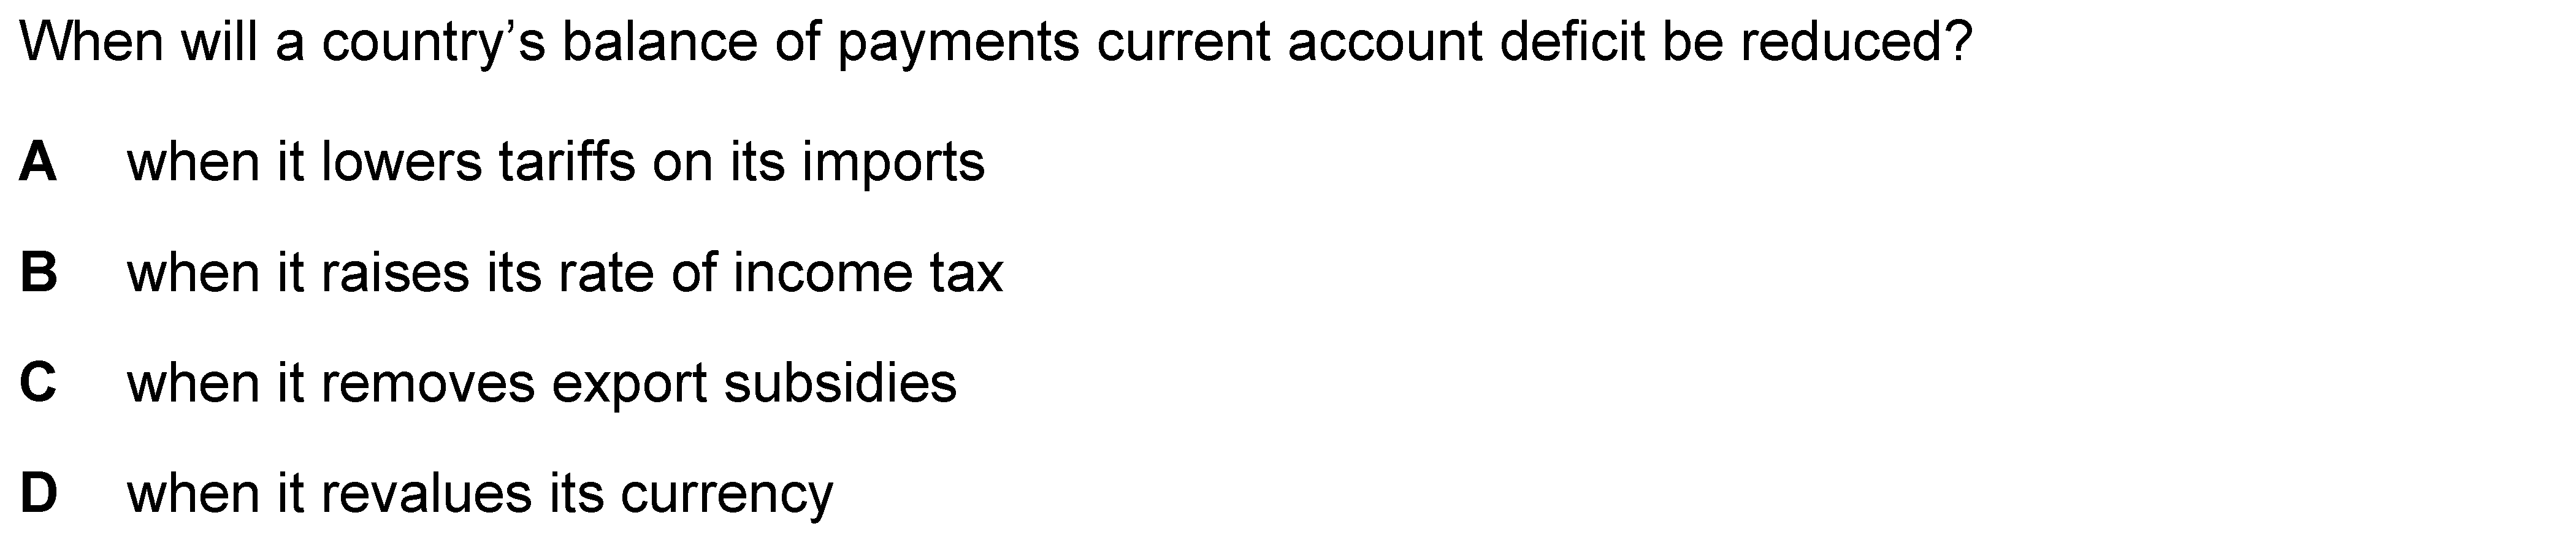 When will a country’s balance of payments current account deficit be reduced?
A when it lowers tariffs on its imports
B when it raises its rate of income tax
C when it removes export subsidies
D when it revalues its currency